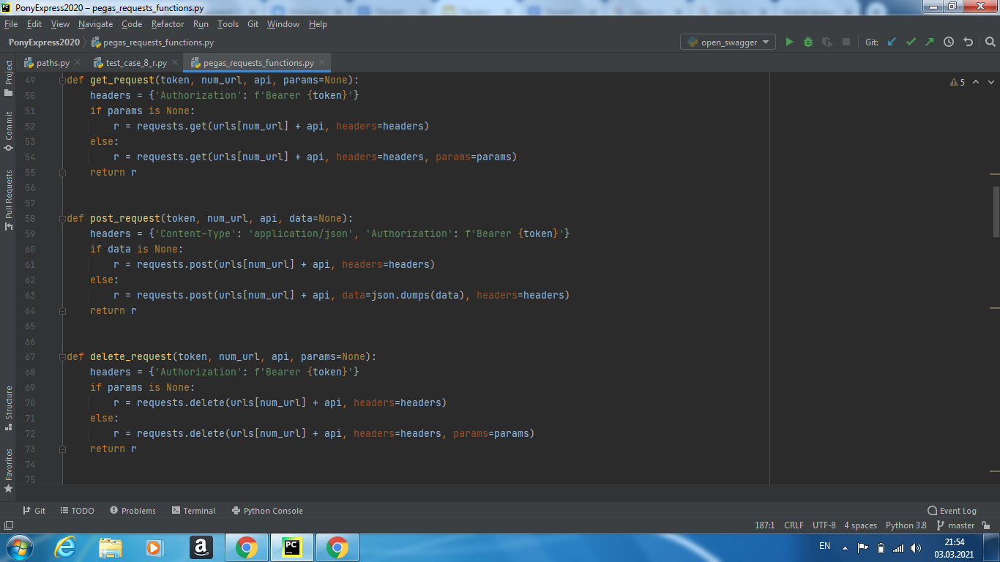 PonyExpress2020 – pegas_requests_functions.py
File Edit View Navigate Code Refactor Run Tools Git Window Help
PonyExpress2020 pegas_requests_functions.py open_swagger Git:
paths.py test_case_8_r.py pegas_requests_functions.py
Project
Commit
Pull Requests
Structure
Favorites
5
49 def get_request(token, num_url, api, params=None):
50 headers = {'Authorization': f'Bearer {token}'}
51 if params is None:
52 r = requests.get(urls[num_url] + api, headers=headers)
53 else:
54 r = requests.get(urls[num_url] + api, headers=headers, params=params)
55 return r
56
57
58 def post_request(token, num_url, api, data=None):
59 headers = {'Content-Type': 'application/json', 'Authorization': f'Bearer {token}'}
60 if data is None:
61 r = requests.post(urls[num_url] + api, headers=headers)
62 else:
63 r = requests.post(urls[num_url] + api, data=json.dumps(data), headers=headers)
64 return r
65
66
67 def delete_request(token, num_url, api, params=None):
68 headers = {'Authorization': f'Bearer {token}'}
69 if params is None:
70 r = requests.delete(urls[num_url] + api, headers=headers)
71 else:
72 r = requests.delete(urls[num_url] + api, headers=headers, params=params)
73 return r
74
75
Git TODO Problems Terminal Python Console Event Log
187:1 CRLF UTF-8 4 spaces Python 3.8 master
PC
EN
21:54
03.03.2021